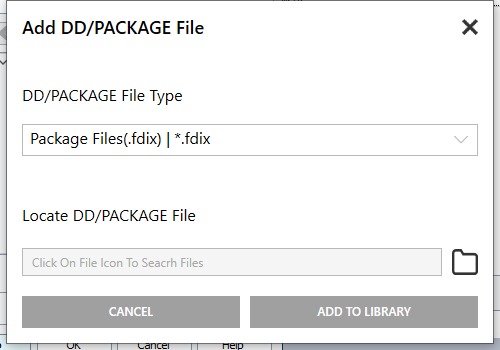 Add DD/PACKAGE File
DD/PACKAGE File Type
Package Files(.fdix) | *.fdix
Locate DD/PACKAGE File
Click On File Icon To Seacrh Files
CANCEL
ADD TO LIBRARY
OK
Cancel
Help